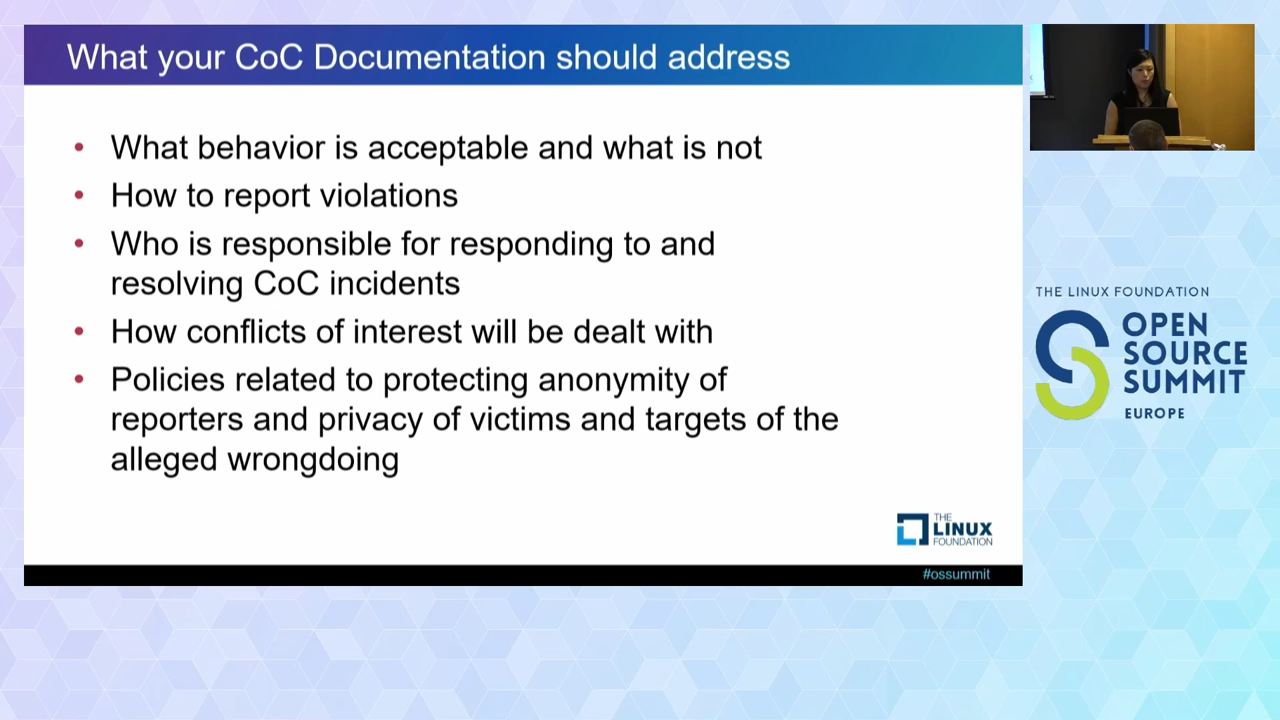 What your CoC Documentation should address
• What behavior is acceptable and what is not
• How to report violations
• Who is responsible for responding to and
resolving CoC incidents
• How conflicts of interest will be dealt with
• Policies related to protecting anonymity of
reporters and privacy of victims and targets of the
alleged wrongdoing
THE
LINUX
FOUNDATION
#ossummit
THE LINUX FOUNDATION
OPEN
SOURCE
SUMMIT
EUROPE